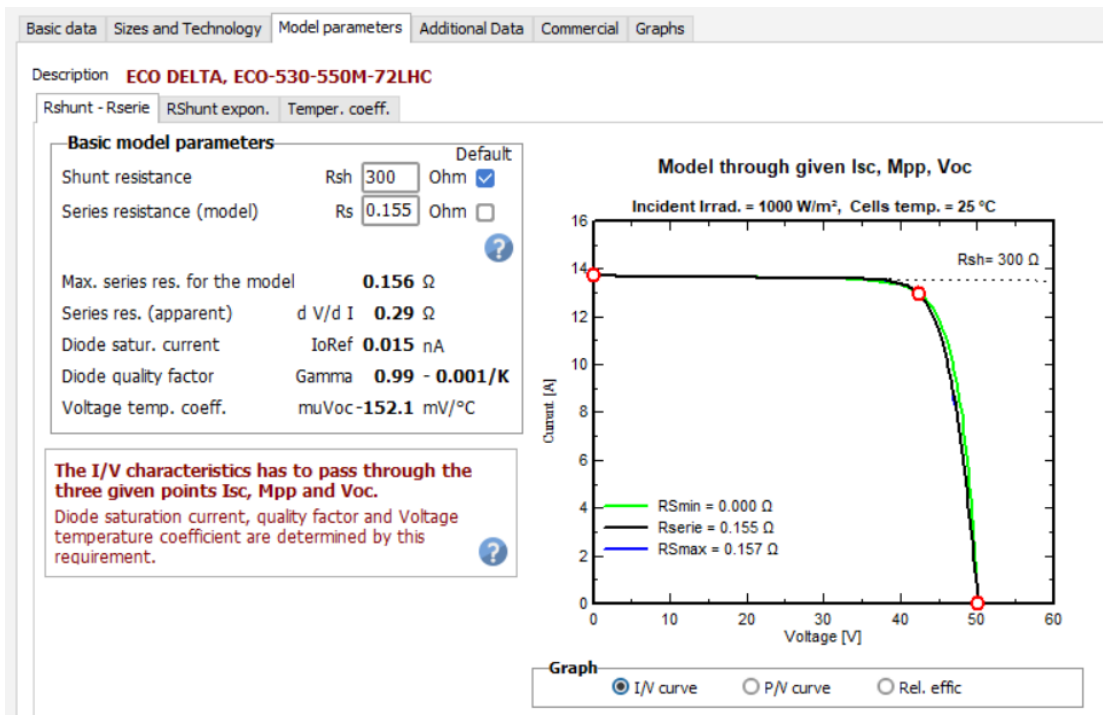 Basic data Sizes and Technology Model parameters Additional Data Commercial Graphs
Description ECO DELTA, ECO-530-550M-72LHC
Rshunt - Rserie RShunt expon. Temper. coeff.
Basic model parameters
Default
Shunt resistance Rsh 300 Ohm
Series resistance (model) Rs 0.155 Ohm
?
Max. series res. for the model 0.156 Ω
Series res. (apparent) d V/d I 0.29 Ω
Diode satur. current IoRef 0.015 nA
Diode quality factor Gamma 0.99 - 0.001/K
Voltage temp. coeff. muVoc -152.1 mV/°C
The I/V characteristics has to pass through the
three given points Isc, Mpp and Voc.
Diode saturation current, quality factor and Voltage
temperature coefficient are determined by this
requirement.
?
Model through given Isc, Mpp, Voc
Incident Irrad. = 1000 W/m², Cells temp. = 25 °C
16
14
12
10
8
6
4
2
0
Current [A]
Rsh= 300 Ω
RSmin = 0.000 Ω
Rserie = 0.155 Ω
RSmax = 0.157 Ω
0 10 20 30 40 50 60
Voltage [V]
Graph
I/V curve P/V curve Rel. effic